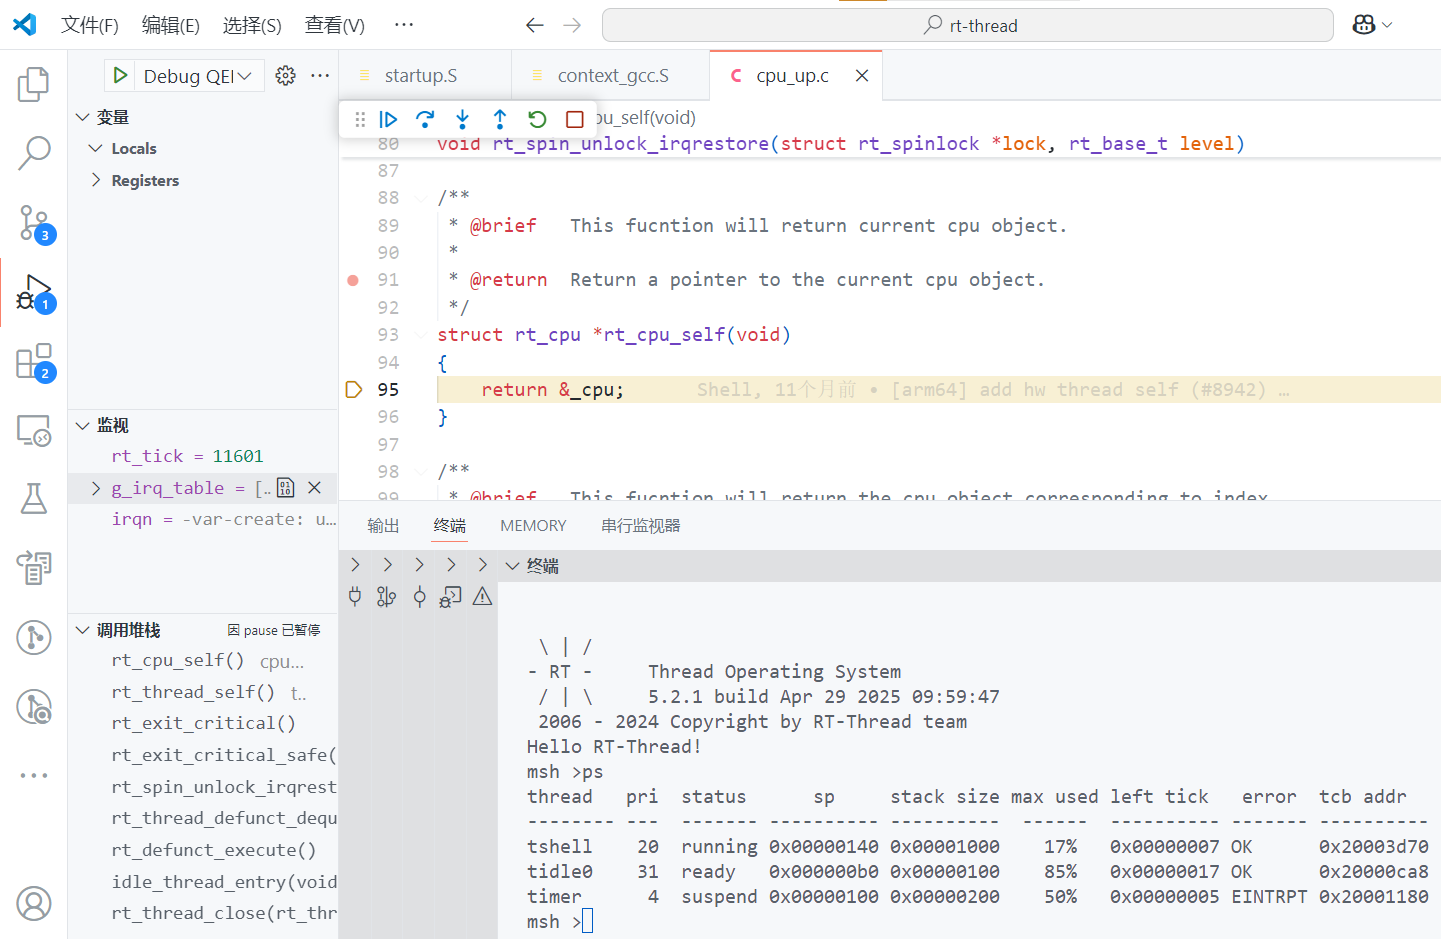 文件(F) 编辑(E) 选择(S) 查看(V) ··· rt-thread
Debug QEI ···
startup.S context_gcc.S C cpu_up.c
pu_self(void)
变量
Locals
Registers
3
1
2
监视
rt_tick = 11601
g_irq_table = [..
irqn = -var-create: u...
调用堆栈 因 pause 已暂停
rt_cpu_self() cpu...
rt_thread_self() t..
rt_exit_critical()
rt_exit_critical_safe(
rt_spin_unlock_irqrest
rt_thread_defunct_dequ
rt_defunct_execute()
idle_thread_entry(void
rt_thread_close(rt_thr
80 void rt_spin_unlock_irqrestore(struct rt_spinlock *lock, rt_base_t level)
87
88 /**
89 * @brief This fucntion will return current cpu object.
90 *
91 * @return Return a pointer to the current cpu object.
92 */
93 struct rt_cpu *rt_cpu_self(void)
94 {
95 return &_cpu; Shell, 11个月前 • [arm64] add hw thread self (#8942) …
96 }
97
98 /**
99 * @brief This fucntion will return the cpu object corresponding to index
输出 终端 MEMORY 串行监视器
终端
\ | /
- RT - Thread Operating System
/ | \ 5.2.1 build Apr 29 2025 09:59:47
2006 - 2024 Copyright by RT-Thread team
Hello RT-Thread!
msh >ps
thread pri status sp stack size max used left tick error tcb addr
-------- --- ------- ---------- ---------- ------ ---------- ------- ----------
tshell 20 running 0x00000140 0x00001000 17% 0x00000007 OK 0x20003d70
tidle0 31 ready 0x000000b0 0x00000100 85% 0x00000017 OK 0x20000ca8
timer 4 suspend 0x00000100 0x00000200 50% 0x00000005 EINTRPT 0x20001180
msh >